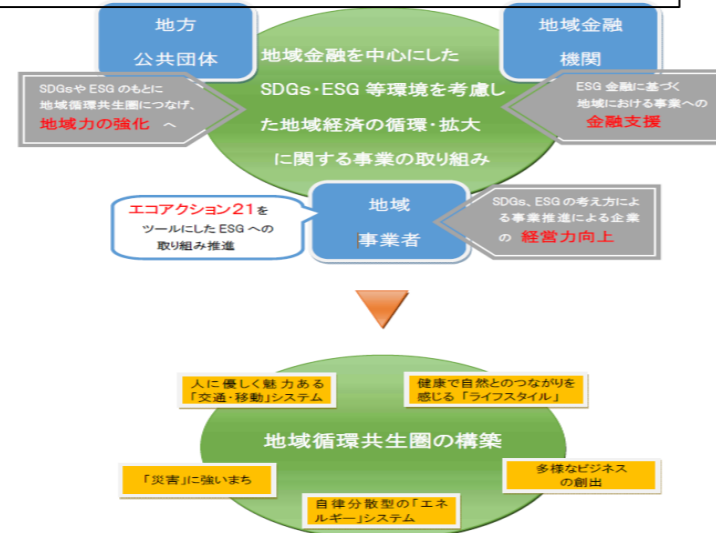 地方
公共団体
地域金融
機関
地域金融を中心にした
SDGs・ESG 等環境を考慮し
た地域経済の循環・拡大
に関する事業の取り組み
SDGsや ESG のもとに
地域循環共生圏につなげ、
地域力の強化 へ
ESG 金融に基づく
地域における事業への
金融支援
エコアクション21を
ツールにした ESG への
取り組み推進
地域
事業者
SDGs、ESG の考え方によ
る事業推進による企業
の 経営力向上
人に優しく魅力ある
「交通・移動」システム
健康で自然とのつながりを
感じる「ライフスタイル」
地域循環共生圏の構築
「災害」に強いまち
多様なビジネス
の創出
自律分散型の「エネ
ルギー」システム